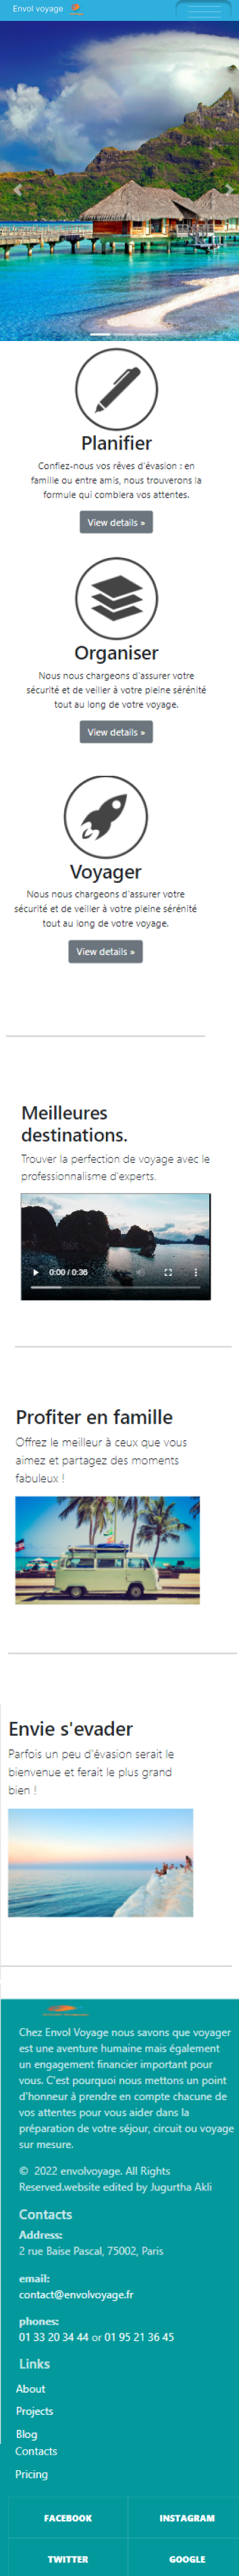 Envol voyage
Planifier
Confiez-nous vos rêves d'évasion : en
famille ou entre amis, nous trouverons la
formule qui comblera vos attentes.
View details »
Organiser
Nous nous chargeons d'assurer votre
sécurité et de veiller à votre pleine sérénité
tout au long de votre voyage.
View details »
Voyager
Nous nous chargeons d'assurer votre
sécurité et de veiller à votre pleine sérénité
tout au long de votre voyage.
View details »
Meilleures
destinations.
Trouver la perfection de voyage avec le
professionnalisme d'experts.
0:00 / 0:36
Profiter en famille
Offrez le meilleur à ceux que vous
aimez et partagez des moments
fabuleux !
Envie s'evader
Parfois un peu d'évasion serait le
bienvenue et ferait le plus grand
bien !
Chez Envol Voyage nous savons que voyager
est une aventure humaine mais également
un engagement financier important pour
vous. C'est pourquoi nous mettons un point
d'honneur à prendre en compte chacune de
vos attentes pour vous aider dans la
préparation de votre séjour, circuit ou voyage
sur mesure.
© 2022 envolvoyage. All Rights
Reserved.website edited by Jugurtha Akli
Contacts
Address:
2 rue Baise Pascal, 75002, Paris
email:
contact@envolvoyage.fr
phones:
01 33 20 34 44 or 01 95 21 36 45
Links
About
Projects
Blog
Contacts
Pricing
FACEBOOK
INSTAGRAM
TWITTER
GOOGLE